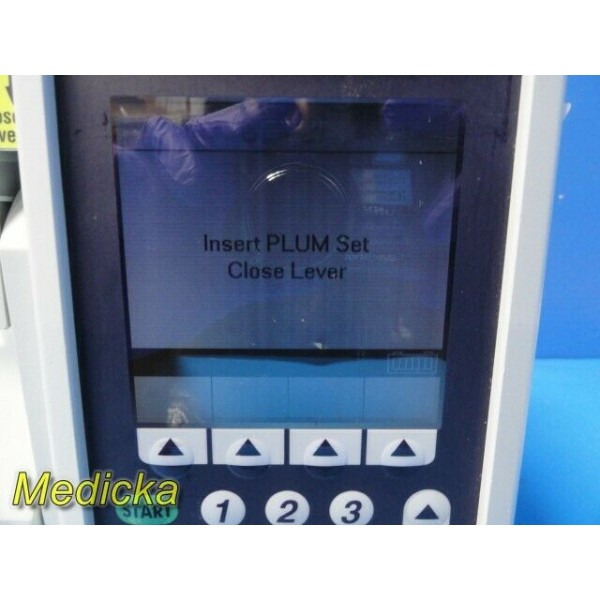 Insert PLUM Set
Close Lever
Medicka
START
1 2 3